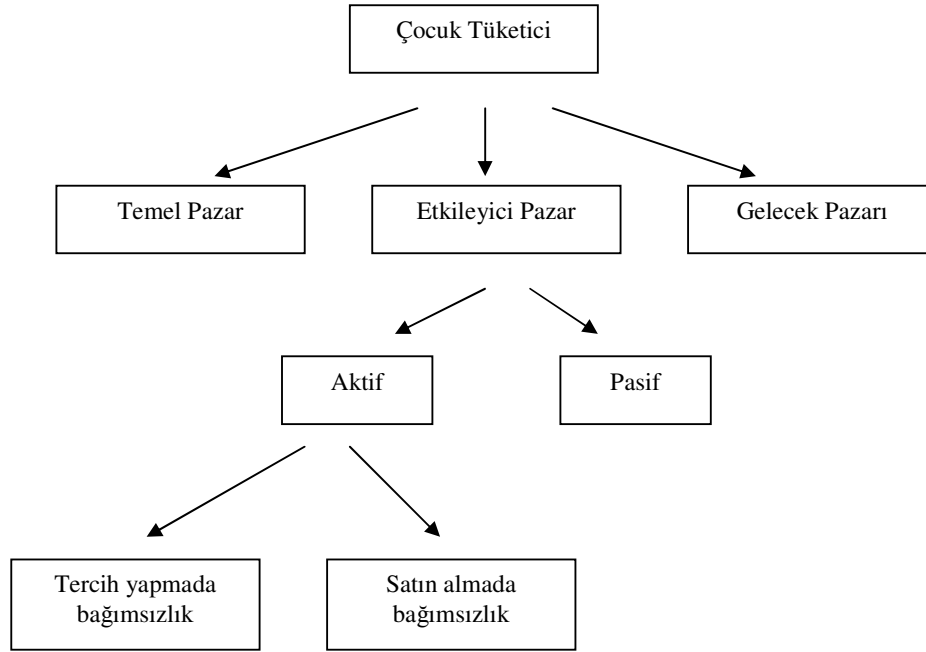 Çocuk Tüketici
Temel Pazar
Etkileyici Pazar
Gelecek Pazarı
Aktif
Pasif
Tercih yapmada
bağımsızlık
Satın almada
bağımsızlık